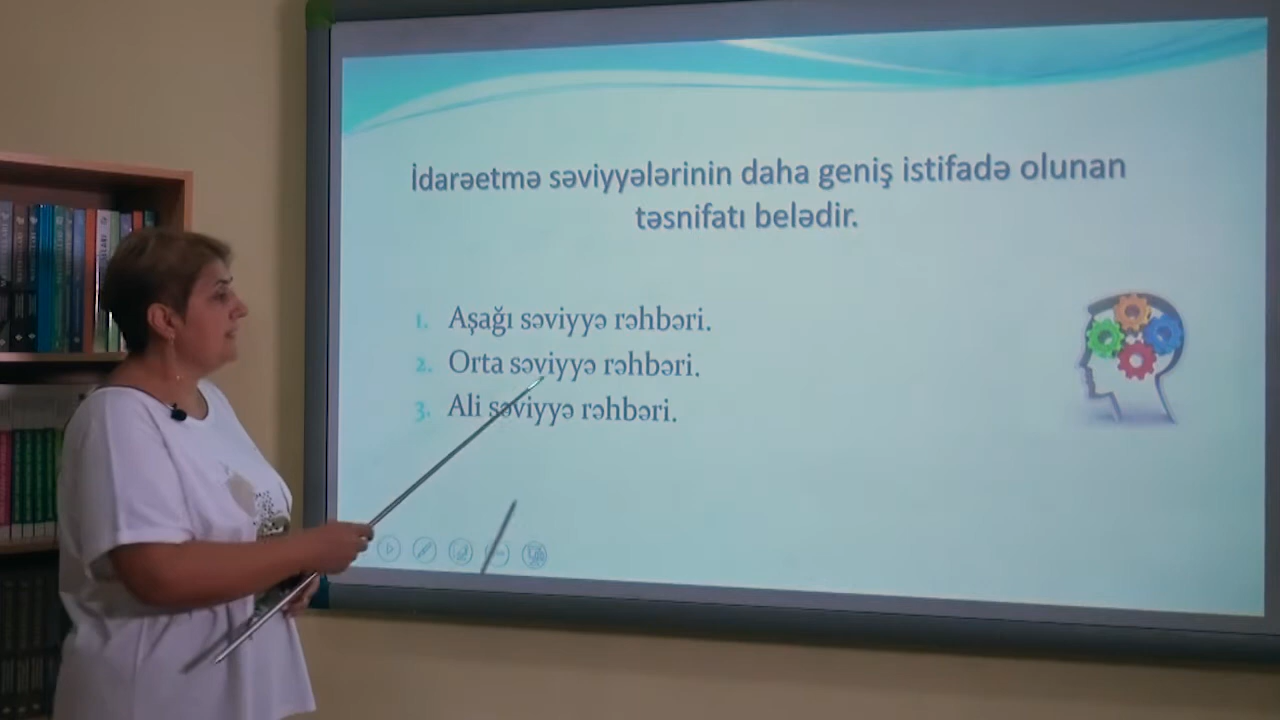 İdarəetmə səviyyələrinin daha geniş istifadə olunan
təsnifatı belədir.
1. Aşağı səviyyə rəhbəri.
2. Orta səviyyə rəhbəri.
3. Ali səviyyə rəhbəri.